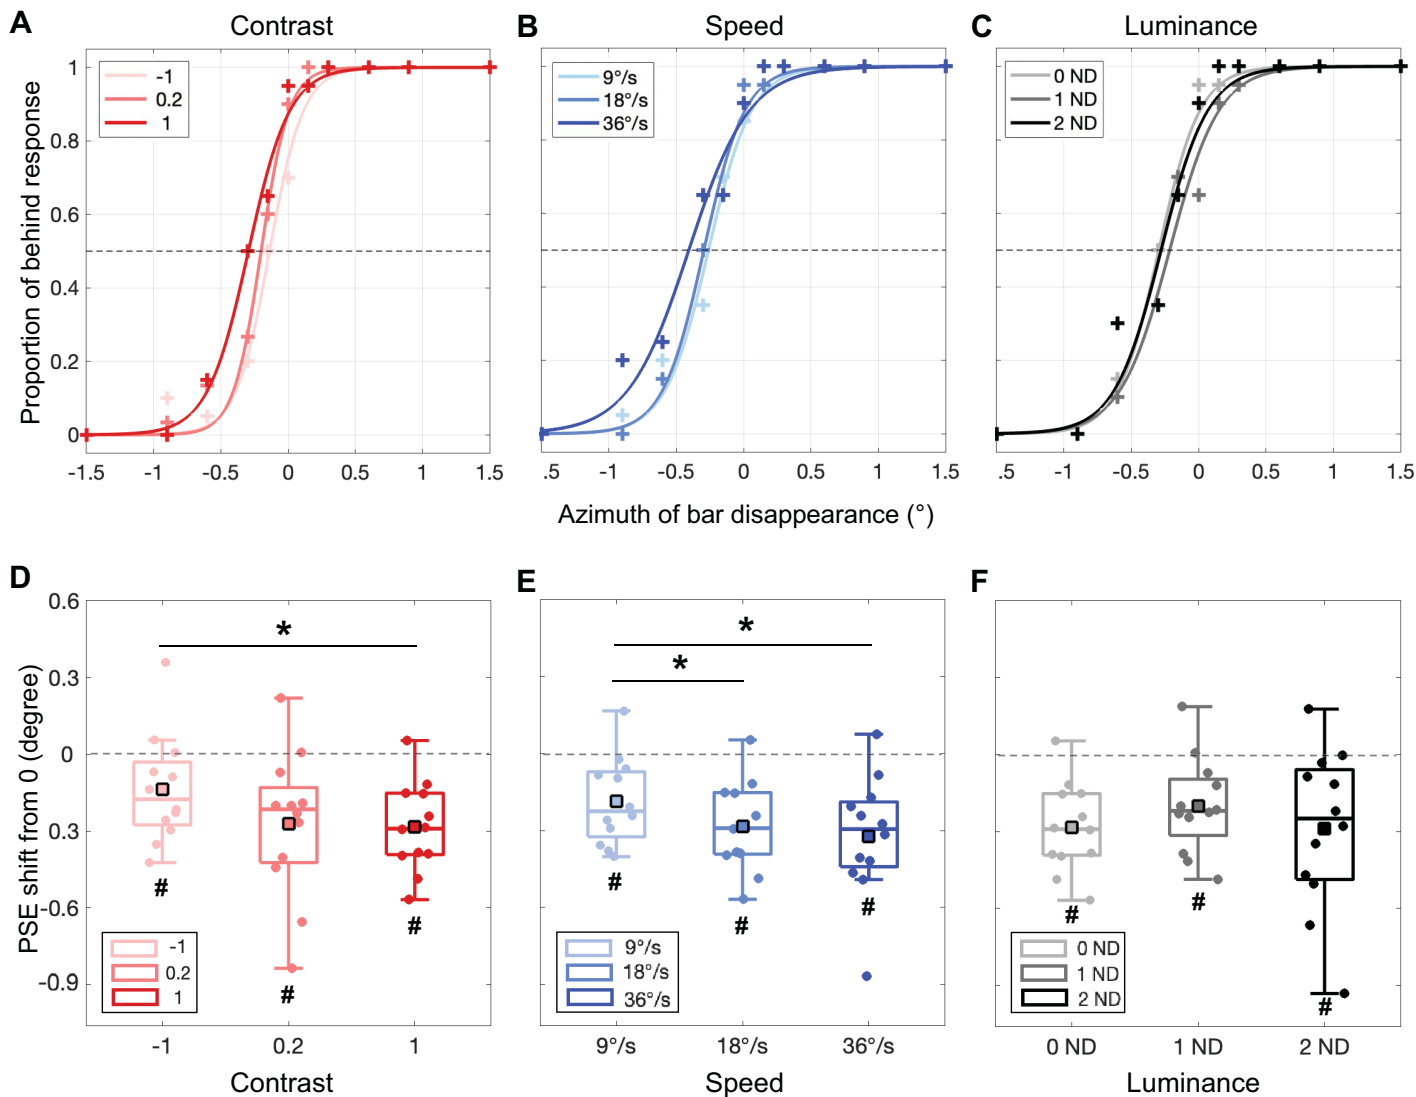 A Contrast B Speed C Luminance
Proportion of behind response
1
0.8
0.6
0.4
0.2
0
-1
0.2
1
9°/s
18°/s
36°/s
0 ND
1 ND
2 ND
-1.5 -1 -0.5 0 0.5 1 1.5
.5 -1 -0.5 0 0.5 1 1.5
.5 -1 -0.5 0 0.5 1 1.5
Azimuth of bar disappearance (°)
D E F
PSE shift from 0 (degree)
0.6
0.3
0
0.3
-0.6
-0.9
*
# # #
-1
0.2
1
* *
# # #
9°/s
18°/s
36°/s
# # #
0 ND
1 ND
2 ND
-1 0.2 1
9°/s 18°/s 36°/s
0 ND 1 ND 2 ND
Contrast Speed Luminance